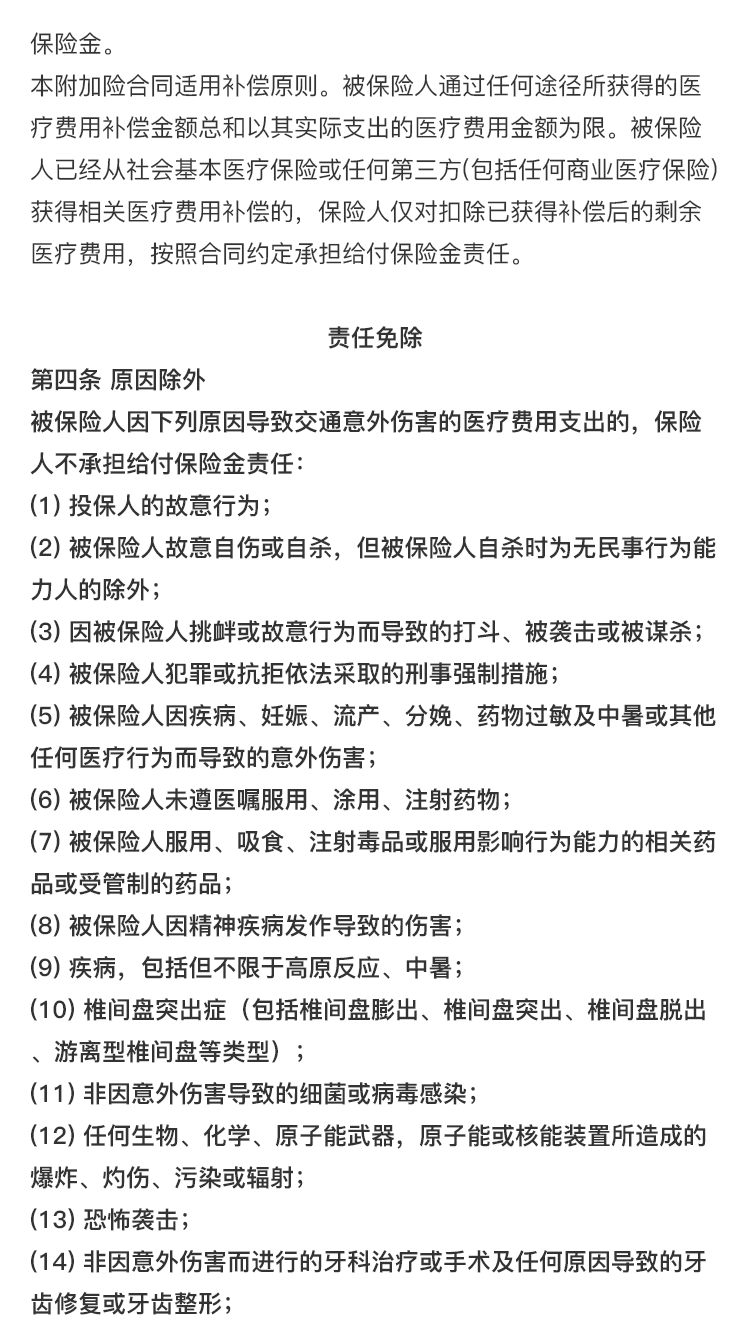 保险金。
本附加险合同适用补偿原则。被保险人通过任何途径所获得的医
疗费用补偿金额总和以其实际支出的医疗费用金额为限。被保险
人已经从社会基本医疗保险或任何第三方(包括任何商业医疗保险)
获得相关医疗费用补偿的，保险人仅对扣除已获得补偿后的剩余
医疗费用，按照合同约定承担给付保险金责任。
责任免除
第四条 原因除外
被保险人因下列原因导致交通意外伤害的医疗费用支出的，保险
人不承担给付保险金责任：
(1) 投保人的故意行为；
(2) 被保险人故意自伤或自杀，但被保险人自杀时为无民事行为能
力人的除外；
(3) 因被保险人挑衅或故意行为而导致的打斗、被袭击或被谋杀；
(4) 被保险人犯罪或抗拒依法采取的刑事强制措施；
(5) 被保险人因疾病、妊娠、流产、分娩、药物过敏及中暑或其他
任何医疗行为而导致的意外伤害；
(6) 被保险人未遵医嘱服用、涂用、注射药物；
(7) 被保险人服用、吸食、注射毒品或服用影响行为能力的相关药
品或受管制的药品；
(8) 被保险人因精神疾病发作导致的伤害；
(9) 疾病，包括但不限于高原反应、中暑；
(10) 椎间盘突出症（包括椎间盘膨出、椎间盘突出、椎间盘脱出
、游离型椎间盘等类型）；
(11) 非因意外伤害导致的细菌或病毒感染；
(12) 任何生物、化学、原子能武器，原子能或核能装置所造成的
爆炸、灼伤、污染或辐射；
(13) 恐怖袭击；
(14) 非因意外伤害而进行的牙科治疗或手术及任何原因导致的牙
齿修复或牙齿整形；